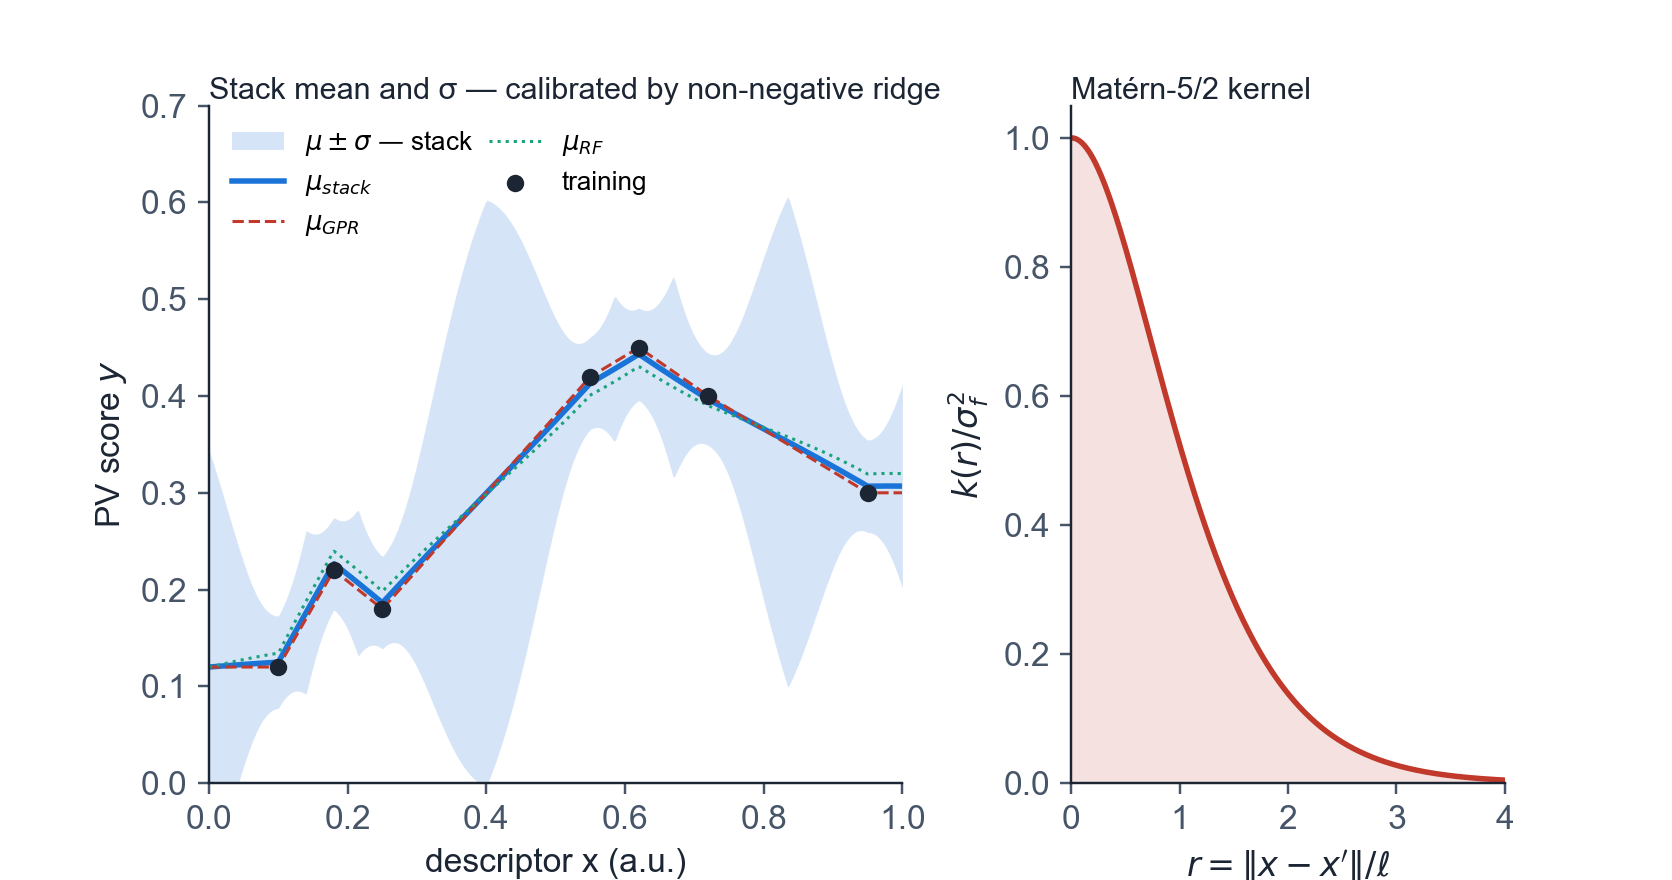 Stack mean and σ — calibrated by non-negative ridge
μ ± σ — stack
μ_stack
μ_GPR
μ_RF
training
PV score y
0.7
0.6
0.5
0.4
0.3
0.2
0.1
0.0
0.0 0.2 0.4 0.6 0.8 1.0
descriptor x (a.u.)
Matérn-5/2 kernel
k(r)/σ_f^2
1.0
0.8
0.6
0.4
0.2
0.0
0 1 2 3 4
r = ‖x − x′‖/ℓ